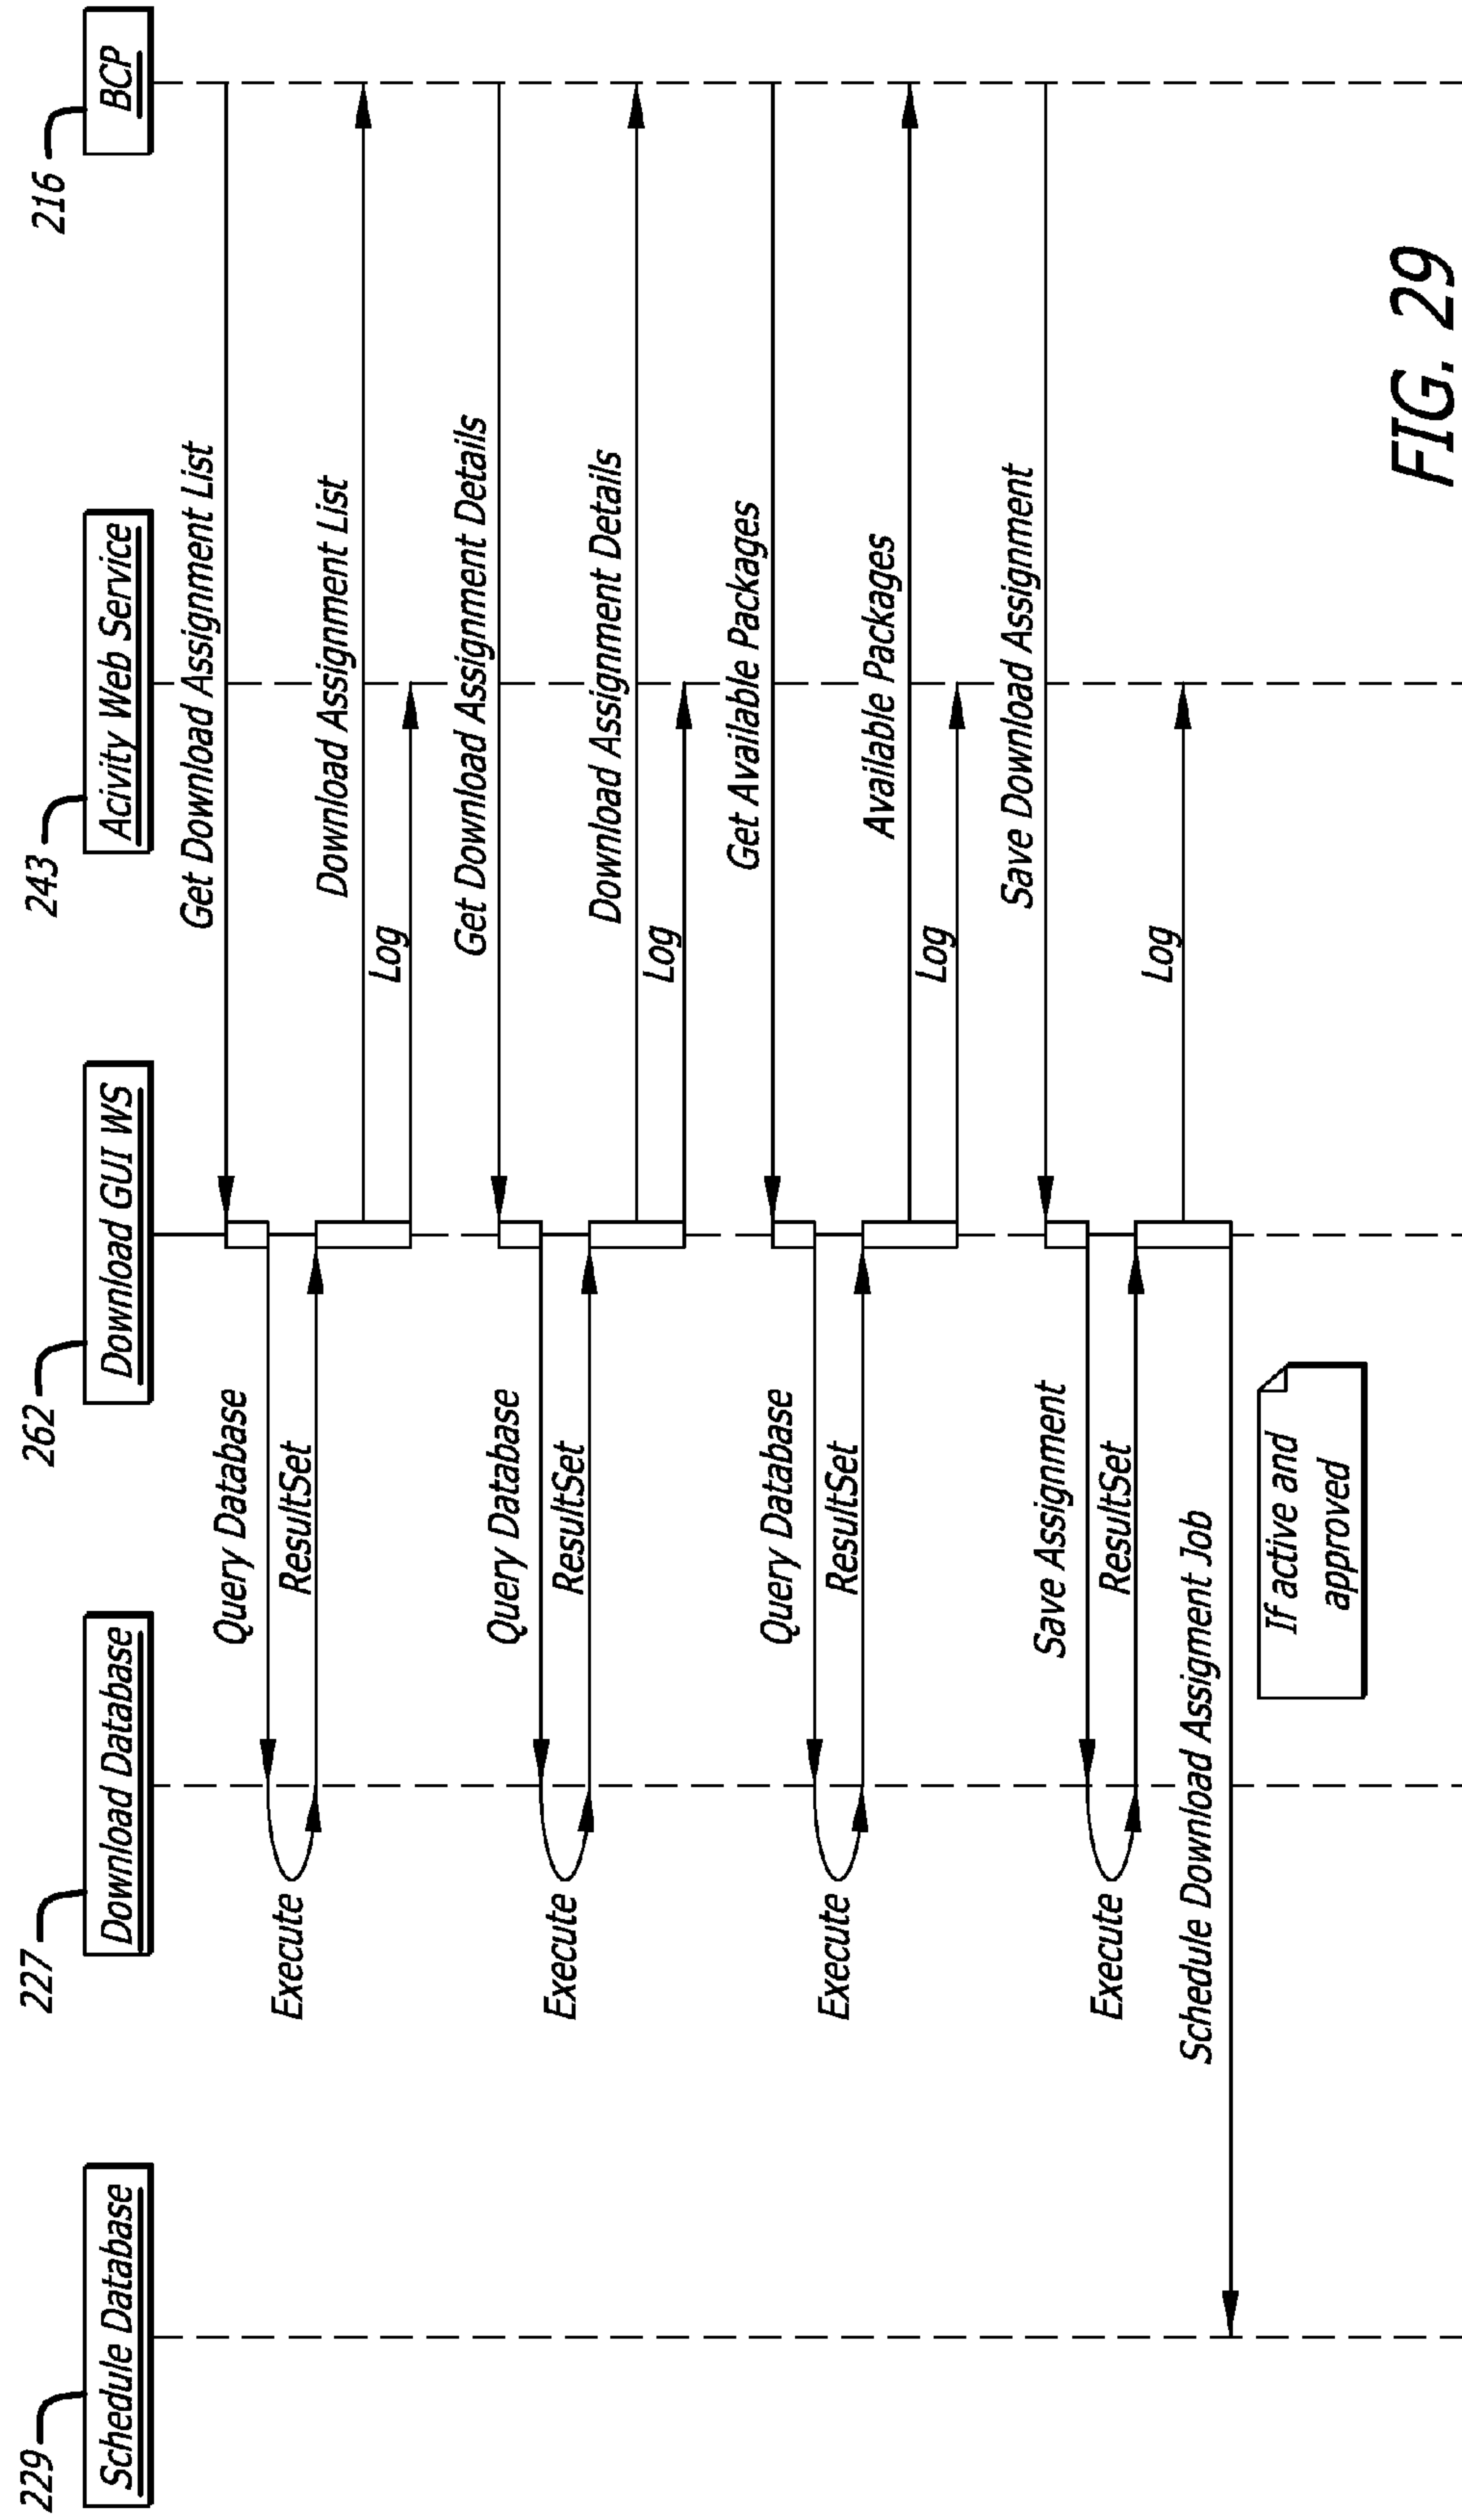 229
Schedule Database
227
Download Database
262
Download GUI WS
243
Acivity Web Service
216
BCP
Get Download Assignment List
Query Database
Execute
ResultSet
Download Assignment List
Log
Get Download Assignment Details
Query Database
Execute
ResultSet
Download Assignment Details
Log
Get Available Packages
Query Database
Execute
ResultSet
Available Packages
Log
Save Download Assignment
Save Assignment
Execute
ResultSet
Log
Schedule Download Assigment Job
If active and
approved
FIG. 29